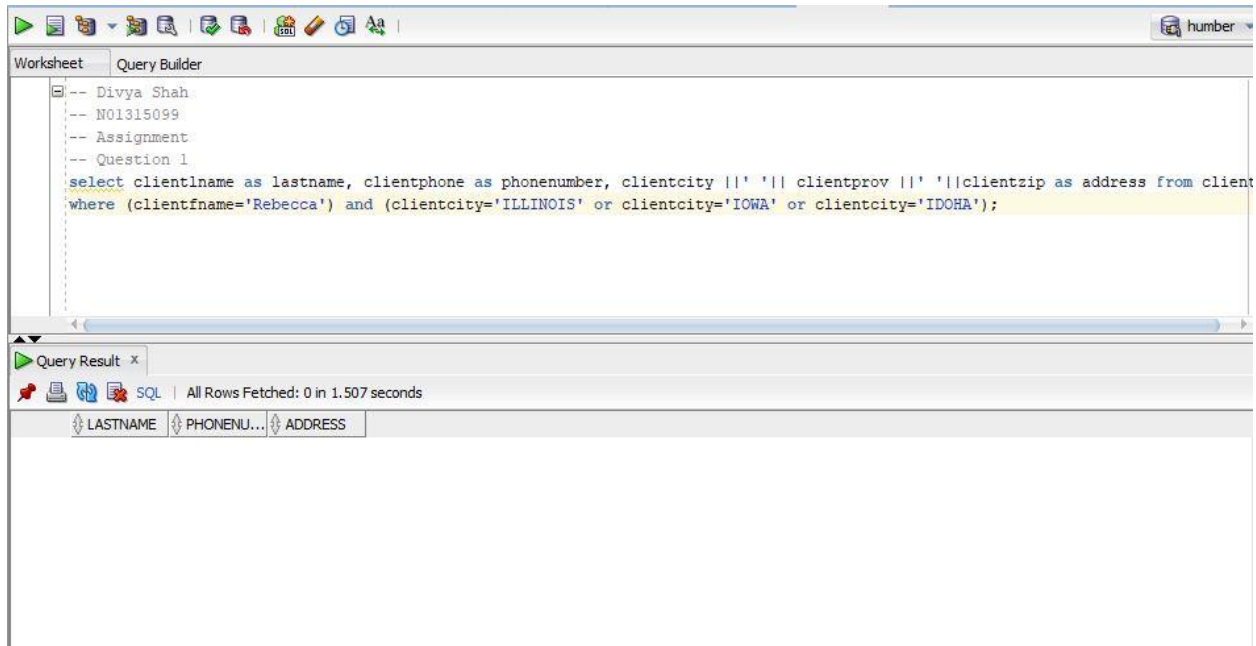 humber
Worksheet Query Builder
-- Divya Shah
-- N01315099
-- Assignment
-- Question 1
select clientlname as lastname, clientphone as phonenumber, clientcity ||' '|| clientprov ||' '||clientzip as address from client
where (clientfname='Rebecca') and (clientcity='ILLINOIS' or clientcity='IOWA' or clientcity='IDOHA');
Query Result x
SQL | All Rows Fetched: 0 in 1.507 seconds
LASTNAME PHONENU... ADDRESS